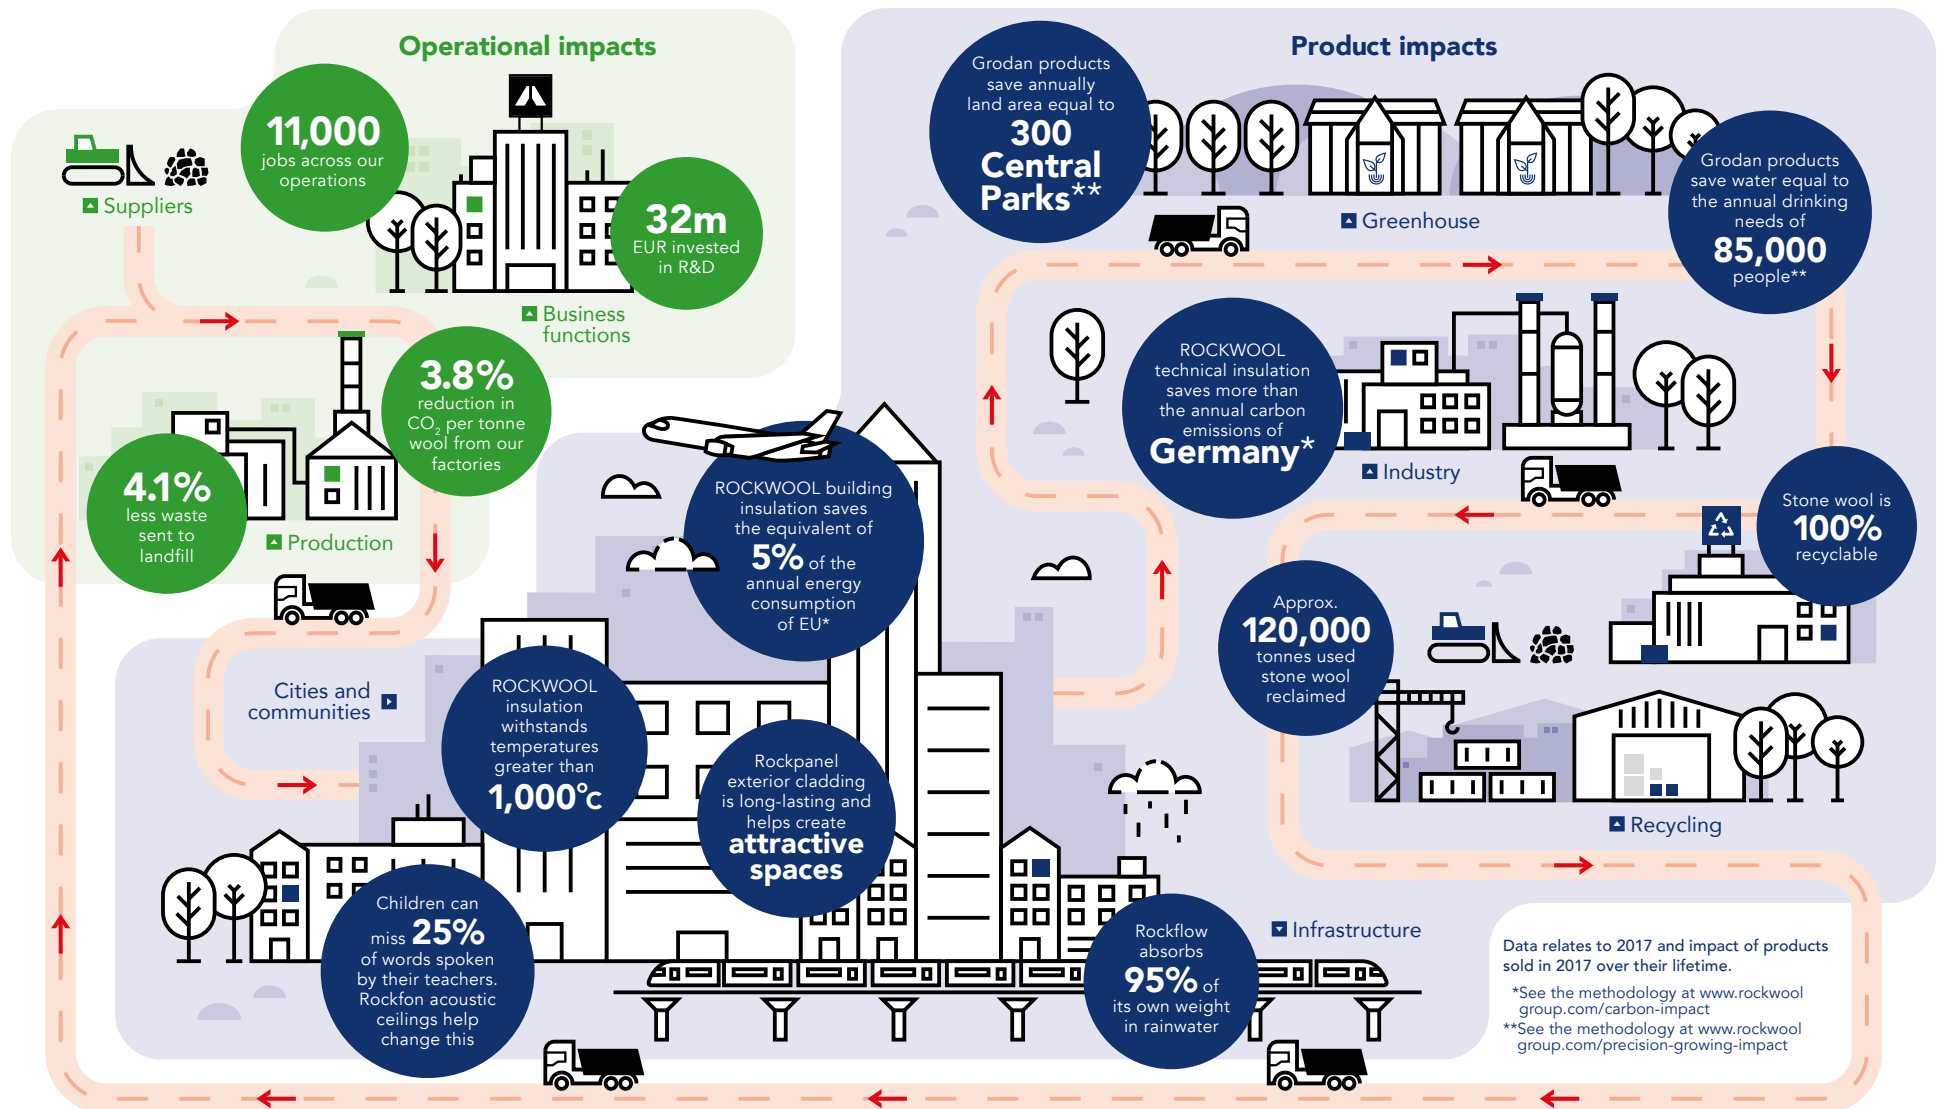 Operational impacts
11,000
jobs across our
operations
Suppliers
32m
EUR invested
in R&D
Business
functions
3.8%
reduction in
CO2 per tonne
wool from our
factories
4.1%
less waste
sent to
landfill
Production
Product impacts
Grodan products
save annually
land area equal to
300
Central
Parks**
Greenhouse
Grodan products
save water equal to
the annual drinking
needs of
85,000
people**
ROCKWOOL
technical insulation
saves more than
the annual carbon
emissions of
Germany*
Industry
Stone wool is
100%
recyclable
Approx.
120,000
tonnes used
stone wool
reclaimed
Recycling
ROCKWOOL building
insulation saves
the equivalent of
5% of the
annual energy
consumption
of EU*
Cities and
communities
ROCKWOOL
insulation
withstands
temperatures
greater than
1,000°C
Rockpanel
exterior cladding
is long-lasting and
helps create
attractive
spaces
Children can
miss 25%
of words spoken
by their teachers.
Rockfon acoustic
ceilings help
change this
Rockflow
absorbs
95% of
its own weight
in rainwater
Infrastructure
Data relates to 2017 and impact of products
sold in 2017 over their lifetime.
*See the methodology at www.rockwool
group.com/carbon-impact
**See the methodology at www.rockwool
group.com/precision-growing-impact